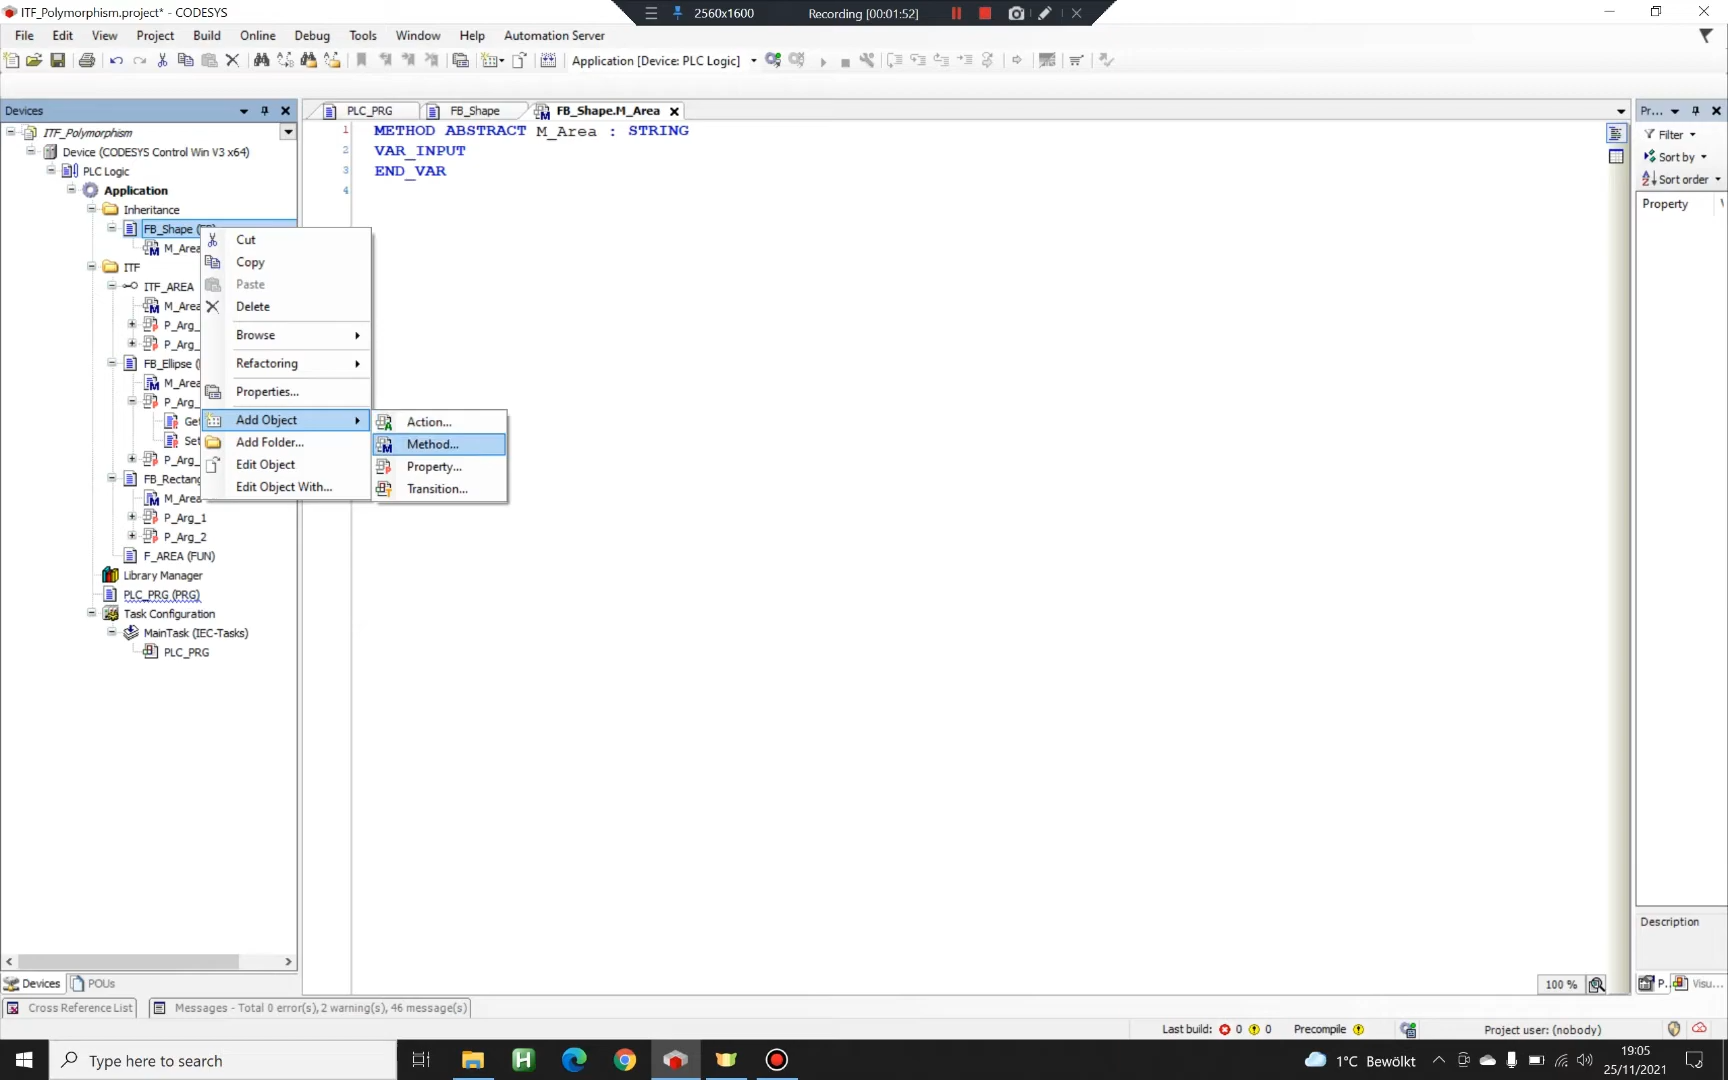 ITF_Polymorphism.project* - CODESYS
2560x1600
Recording [00:01:52]
File Edit View Project Build Online Debug Tools Window Help Automation Server
Application [Device: PLC Logic]
Devices
PLC_PRG
FB_Shape
FB_Shape.M_Area
Pr...
ITF_Polymorphism
Device (CODESYS Control Win V3 x64)
PLC Logic
Application
Inheritance
FB_Shape
M_Area
ITF
ITF_AREA
M_Area
P_Arg_
P_Arg_
FB_Ellipse (
M_Area
P_Arg_
Get
Set
P_Arg_
FB_Rectang
M_Area
P_Arg_1
P_Arg_2
F_AREA (FUN)
Library Manager
PLC_PRG (PRG)
Task Configuration
MainTask (IEC-Tasks)
PLC_PRG
1 METHOD ABSTRACT M_Area : STRING
2 VAR_INPUT
3 END_VAR
4
Cut
Copy
Paste
Delete
Browse
Refactoring
Properties...
Add Object
Add Folder...
Edit Object
Edit Object With...
Action...
Method...
Property...
Transition...
Filter
Sort by
Sort order
Property
Description
100 %
Devices
POUs
P..
Visu...
Cross Reference List
Messages - Total 0 error(s), 2 warning(s), 46 message(s)
Last build: 0 0 Precompile
Project user: (nobody)
Type here to search
1°C Bewölkt
19:05
25/11/2021